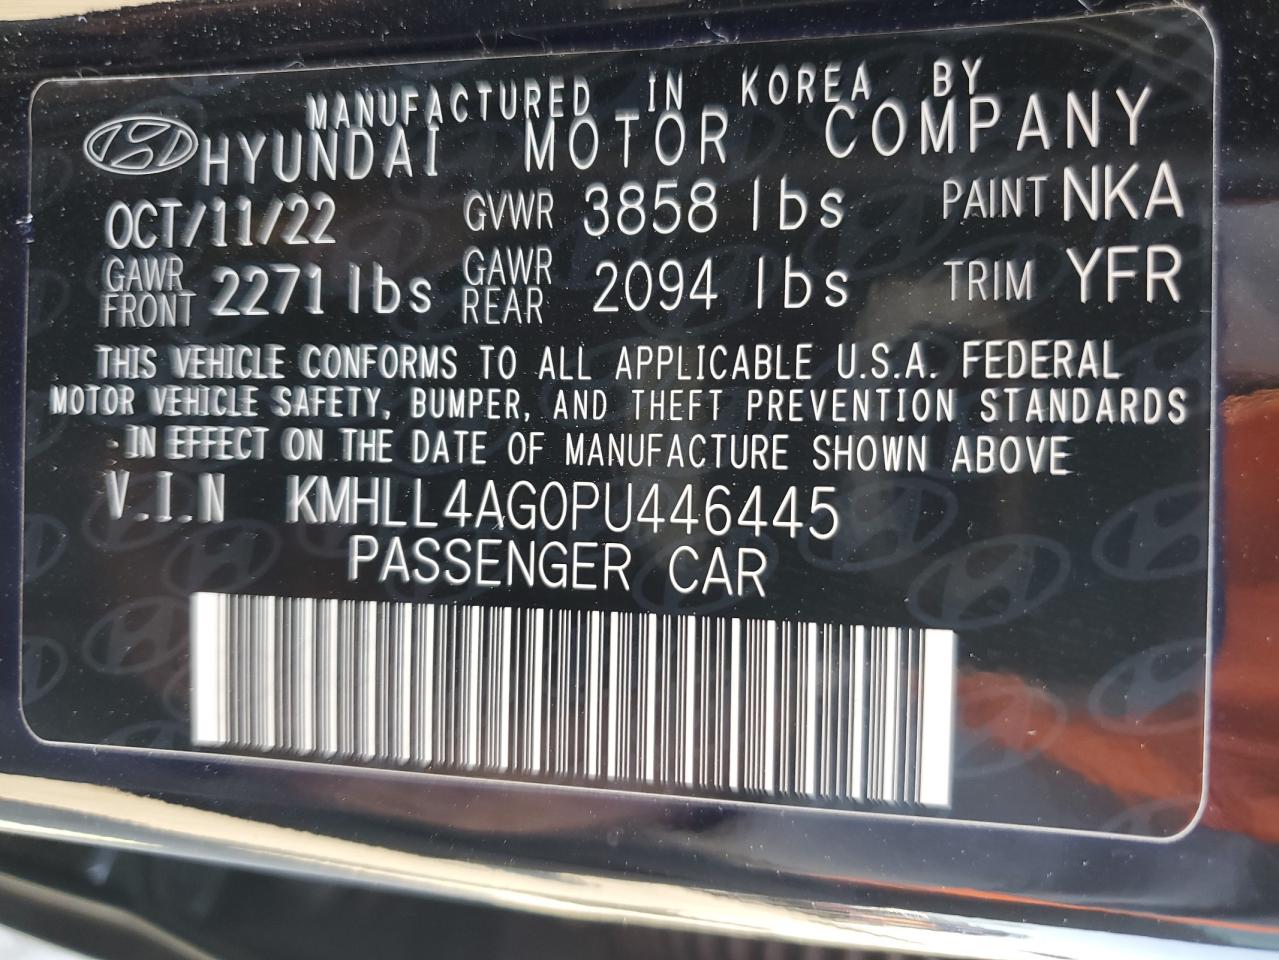 MANUFACTURED IN KOREA BY
HYUNDAI MOTOR COMPANY
OCT/11/22 GVWR 3858 lbs PAINT NKA
GAWR FRONT 2271 lbs GAWR REAR 2094 lbs TRIM YFR
THIS VEHICLE CONFORMS TO ALL APPLICABLE U.S.A. FEDERAL
MOTOR VEHICLE SAFETY, BUMPER, AND THEFT PREVENTION STANDARDS
IN EFFECT ON THE DATE OF MANUFACTURE SHOWN ABOVE
V.I.N KMHLL4AG0PU446445
PASSENGER CAR